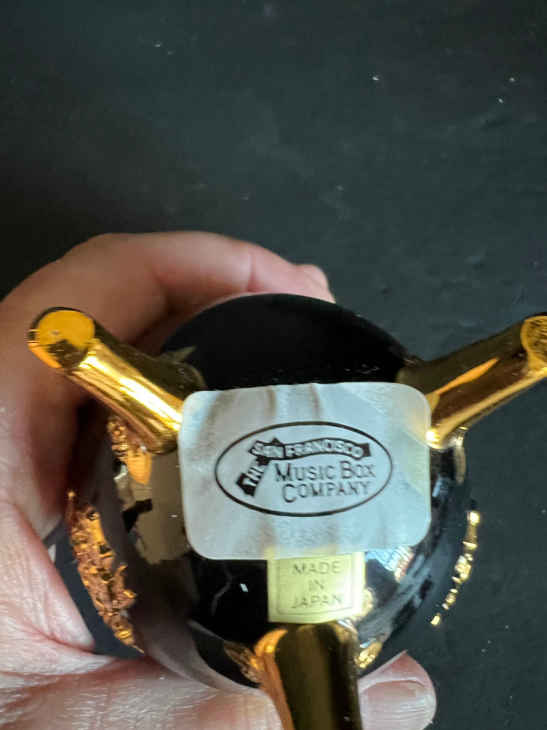 SAN FRANCISCO
THE
MUSIC BOX
COMPANY
MADE
IN
JAPAN